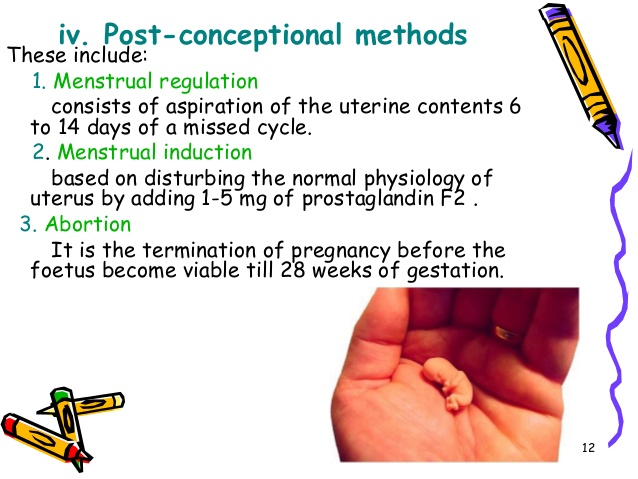 iv. Post-conceptional methods
These include:
1. Menstrual regulation
consists of aspiration of the uterine contents 6
to 14 days of a missed cycle.
2. Menstrual induction
based on disturbing the normal physiology of
uterus by adding 1-5 mg of prostaglandin F2 .
3. Abortion
It is the termination of pregnancy before the
foetus become viable till 28 weeks of gestation.
12